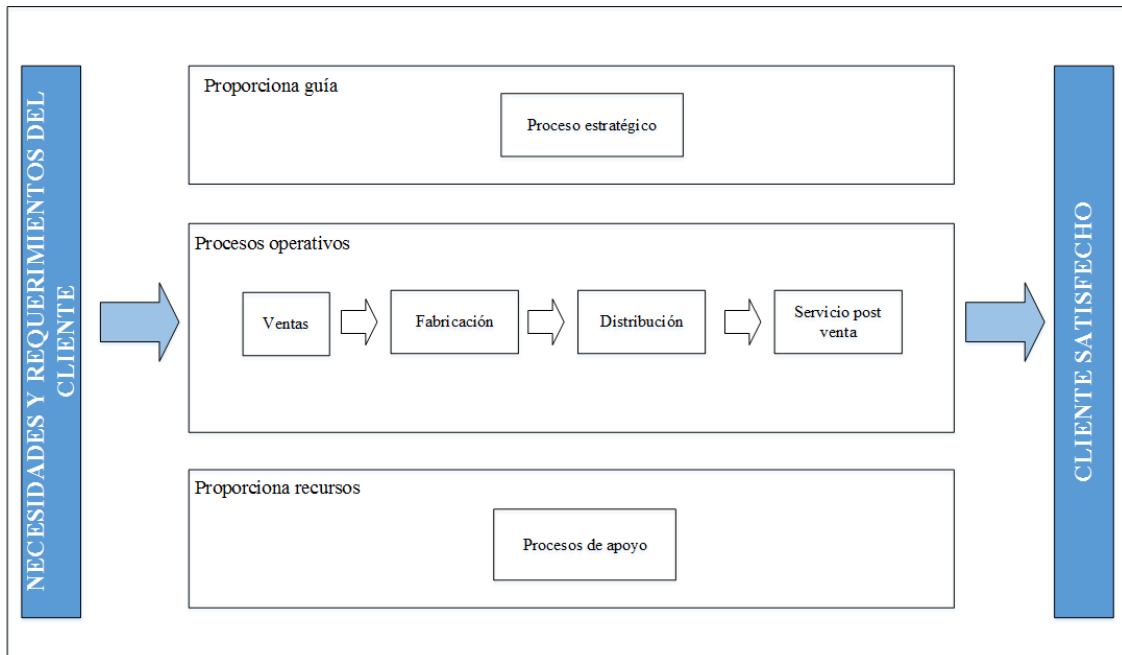 NECESIDADES Y REQUERIMIENTOS DEL
CLIENTE
Proporciona guía
Proceso estratégico
Procesos operativos
Ventas
Fabricación
Distribución
Servicio post
venta
Proporciona recursos
Procesos de apoyo
CLIENTE SATISFECHO